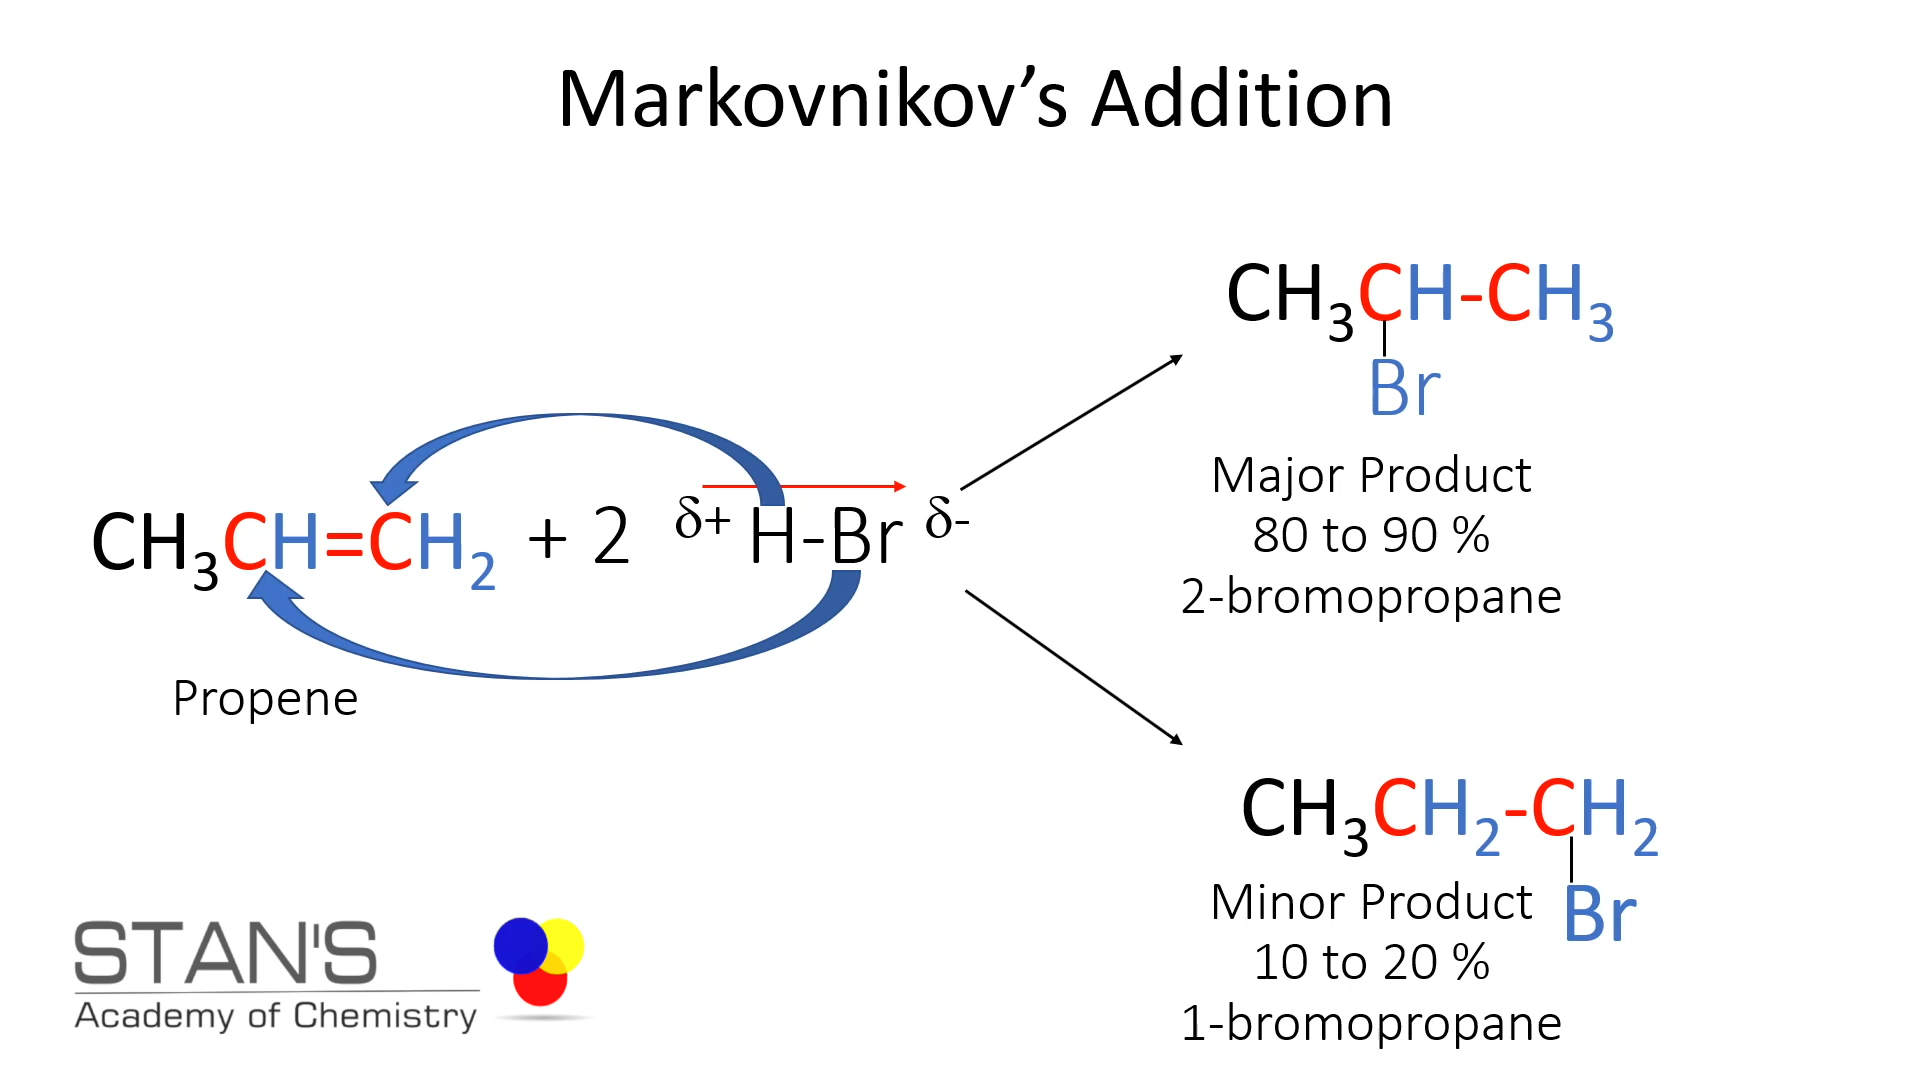 Markovnikov’s Addition
CH₃CH=CH₂ + 2 δ+ H-Br δ-
Propene
CH₃CH-CH₃
Br
Major Product
80 to 90 %
2-bromopropane
CH₃CH₂-CH₂
Br
Minor Product
10 to 20 %
1-bromopropane
STAN'S
Academy of Chemistry